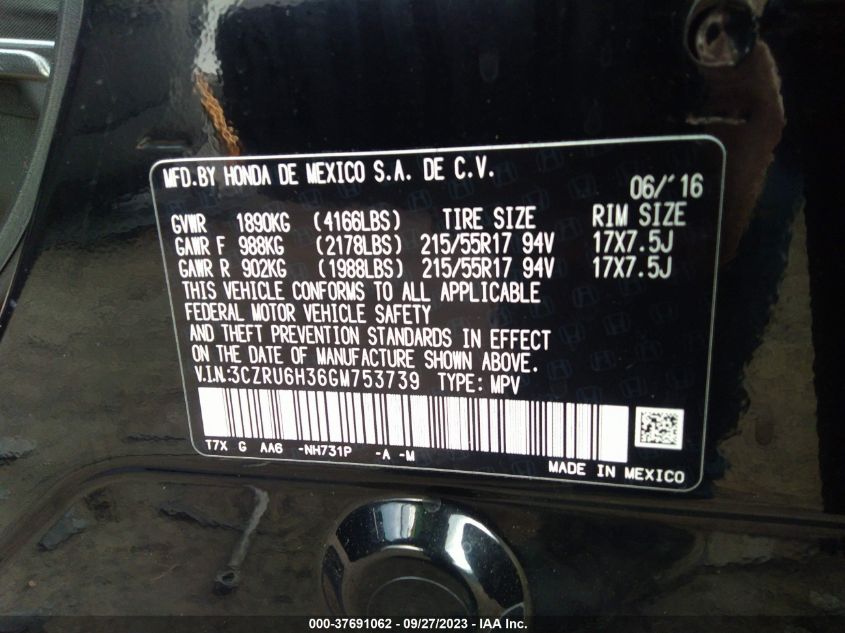 MFD.BY HONDA DE MEXICO S.A. DE C.V.
06/'16
GVWR 1890KG (4166LBS) TIRE SIZE RIM SIZE
GAWR F 988KG (2178LBS) 215/55R17 94V 17X7.5J
GAWR R 902KG (1988LBS) 215/55R17 94V 17X7.5J
THIS VEHICLE CONFORMS TO ALL APPLICABLE
FEDERAL MOTOR VEHICLE SAFETY
AND THEFT PREVENTION STANDARDS IN EFFECT
ON THE DATE OF MANUFACTURE SHOWN ABOVE.
V.I.N:3CZRU6H36GM753739 TYPE: MPV
T7X G AA6 -NH731P -A -M
MADE IN MEXICO
000-37691062 - 09/27/2023 - IAA Inc.